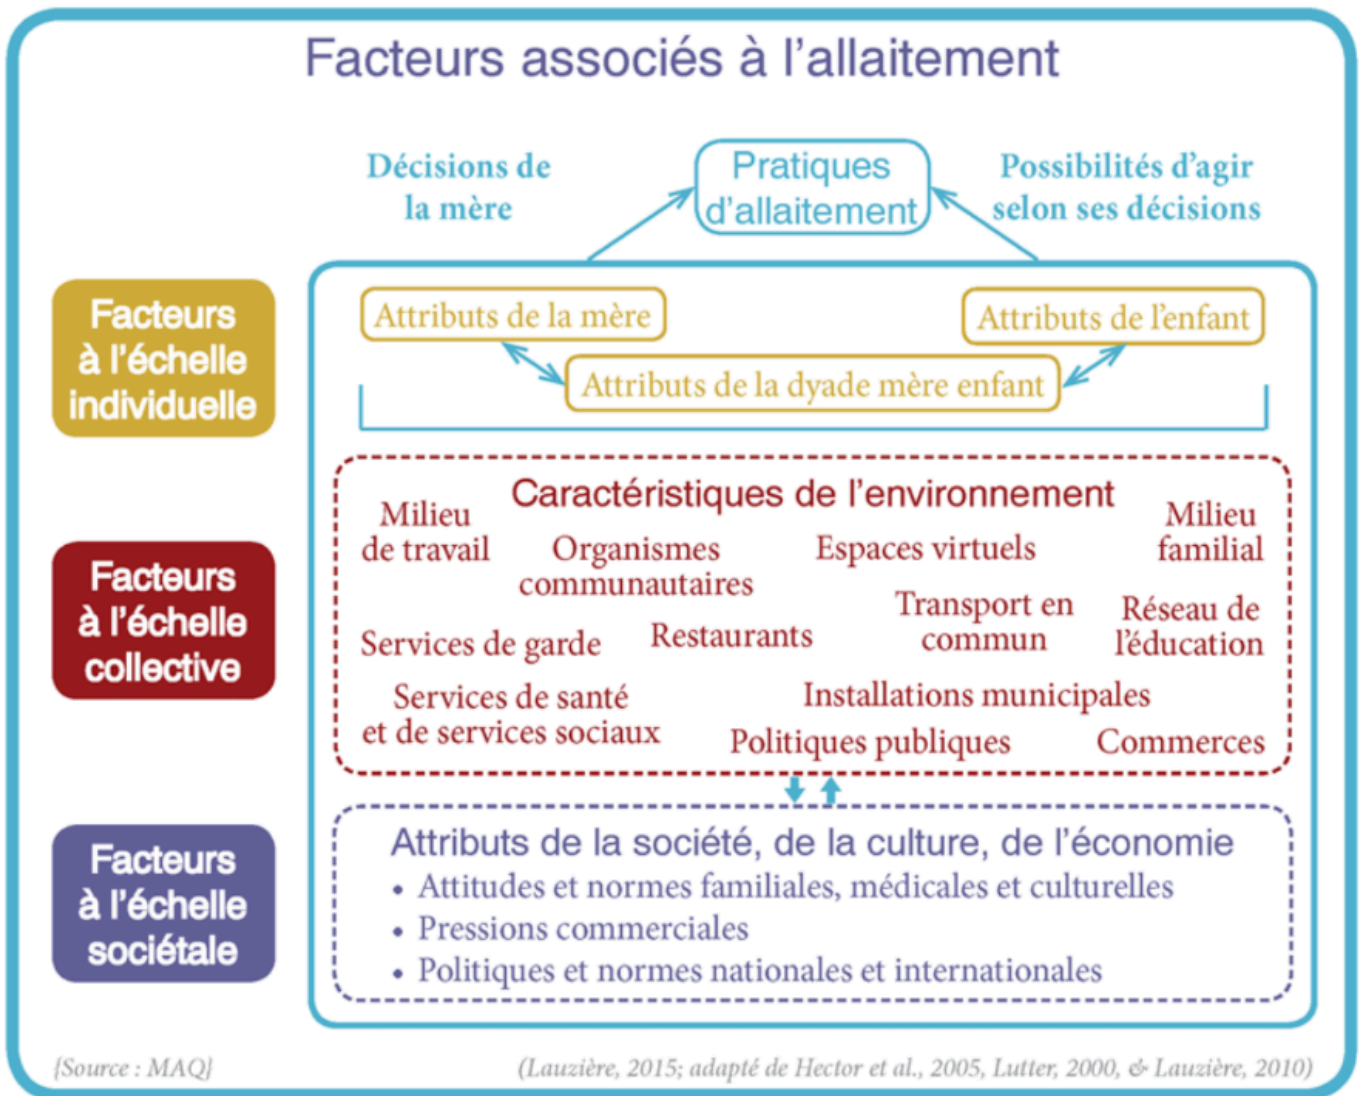 Facteurs associés à l'allaitement
Décisions de
la mère
Pratiques
d'allaitement
Possibilités d'agir
selon ses décisions
Facteurs
à l'échelle
individuelle
Attributs de la mère
Attributs de l'enfant
Attributs de la dyade mère enfant
Facteurs
à l'échelle
collective
Caractéristiques de l'environnement
Milieu
de travail
Organismes
communautaires
Espaces virtuels
Milieu
familial
Services de garde
Restaurants
Transport en
commun
Réseau de
l'éducation
Services de santé
et de services sociaux
Installations municipales
Politiques publiques
Commerces
Facteurs
à l'échelle
sociétale
Attributs de la société, de la culture, de l'économie
• Attitudes et normes familiales, médicales et culturelles
• Pressions commerciales
• Politiques et normes nationales et internationales
{Source : MAQ}
(Lauzière, 2015; adapté de Hector et al., 2005, Lutter, 2000, & Lauzière, 2010)